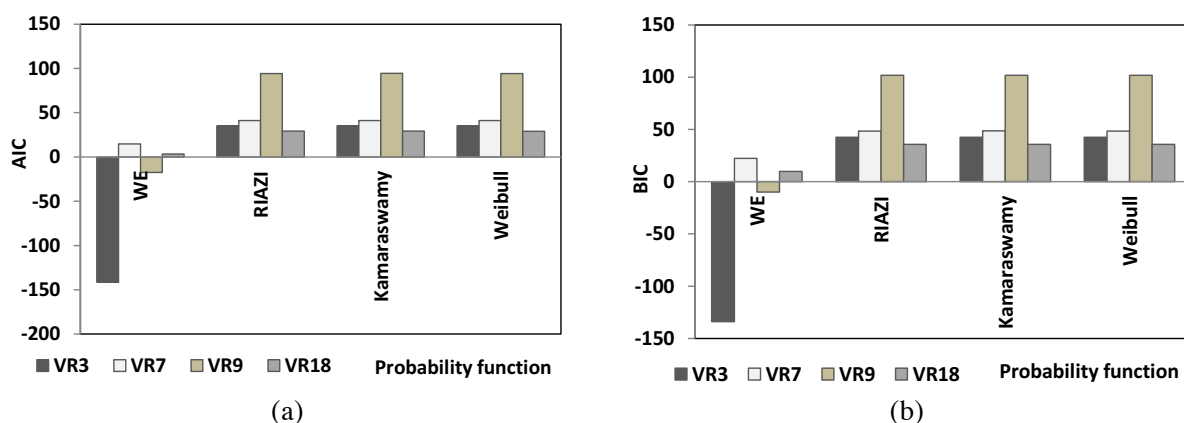 150
100
50
0
-50
-100
-150
-200
AIC
WE
RIAZI
Kamaraswamy
Weibull
VR3 VR7 VR9 VR18 Probability function
(a)
150
100
50
0
-50
-100
-150
BIC
WE
RIAZI
Kamaraswamy
Weibull
VR3 VR7 VR9 VR18 Probability function
(b)